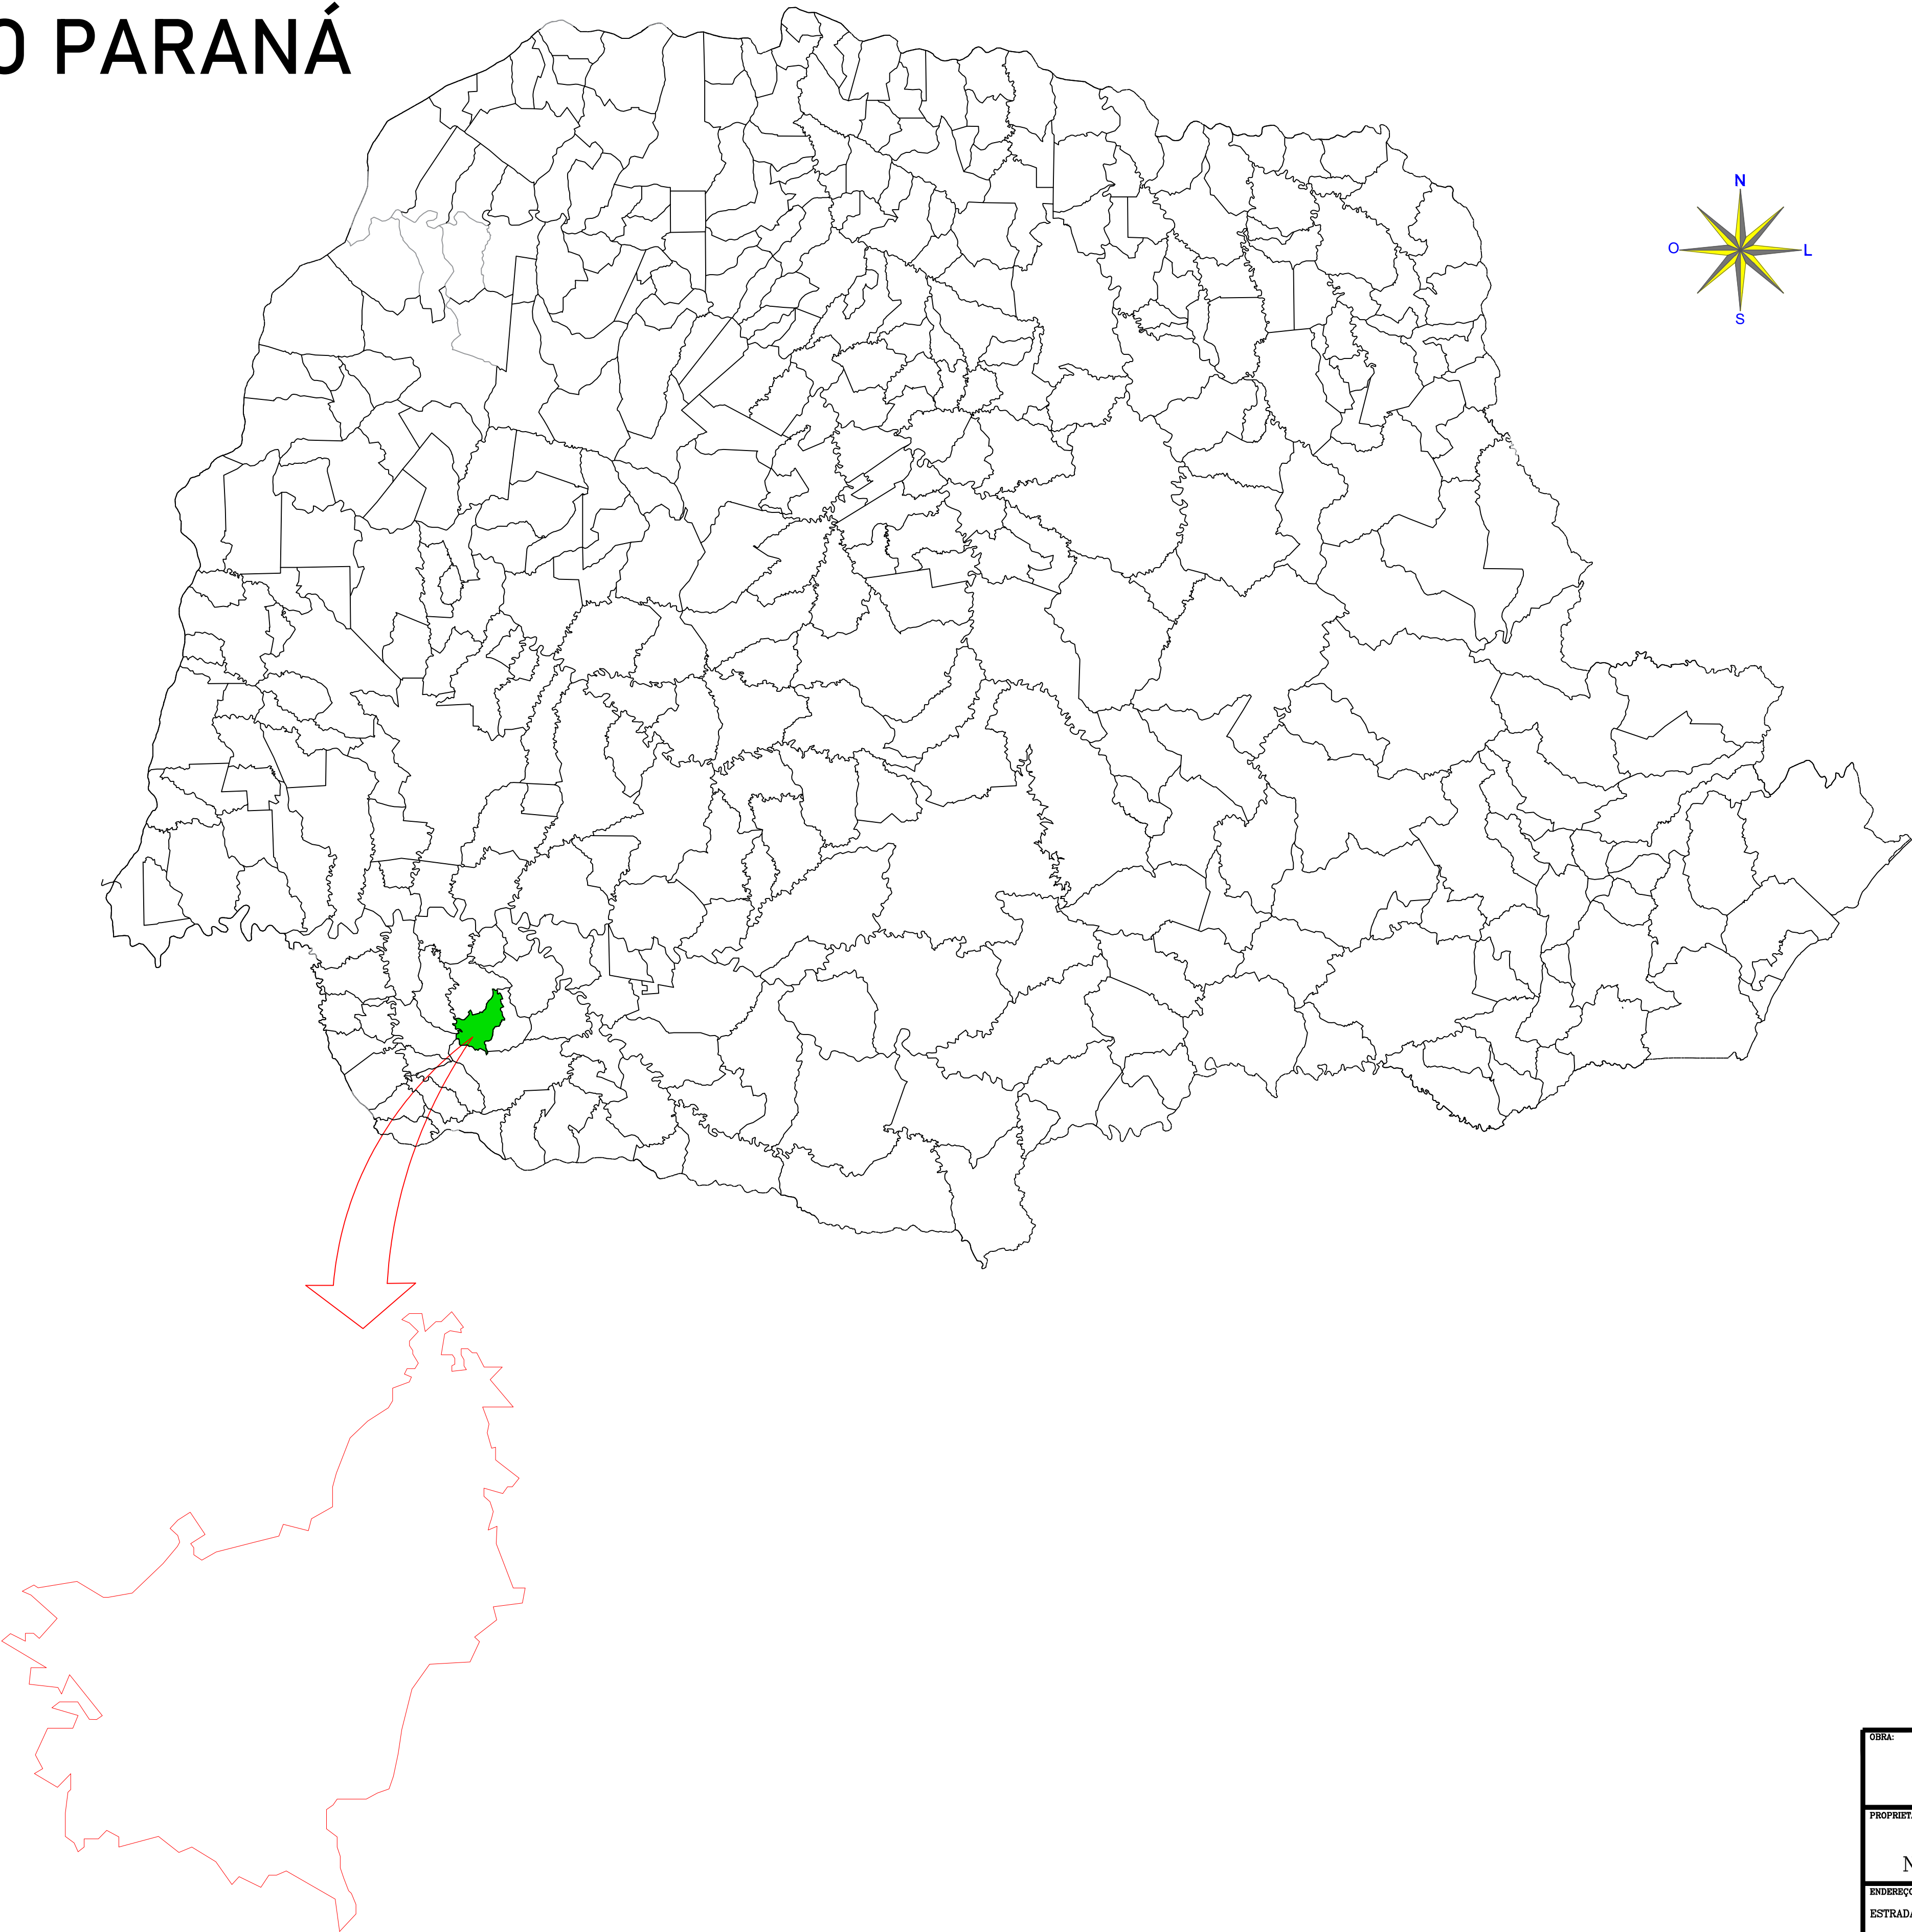 O PARANÁ
N
O
L
S
OBRA:
PROPRIET
N
ENDEREÇO
ESTRADA